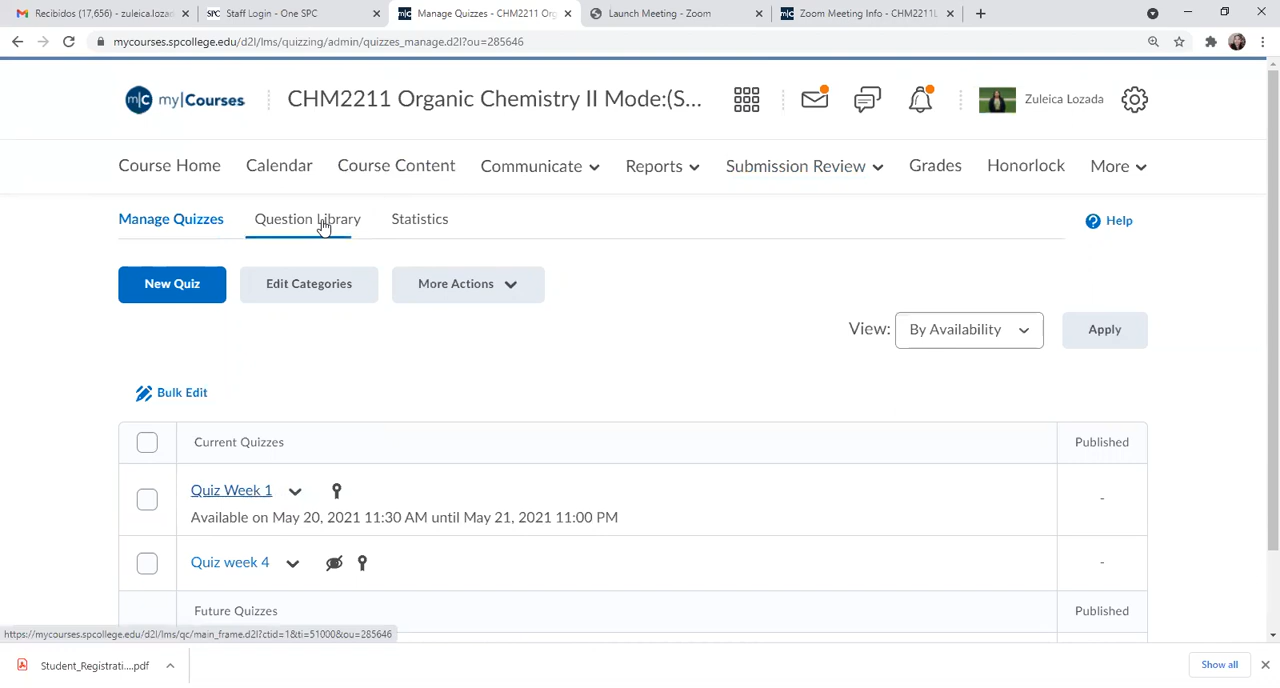 Recibidos (17,656) - zuleica.lozad
Staff Login - One SPC
Manage Quizzes - CHM2211 Org
Launch Meeting - Zoom
Zoom Meeting Info - CHM2211L
mycourses.spcollege.edu/d2l/lms/quizzing/admin/quizzes_manage.d2l?ou=285646
my|Courses CHM2211 Organic Chemistry II Mode:(S... Zuleica Lozada
Course Home Calendar Course Content Communicate Reports Submission Review Grades Honorlock More
Manage Quizzes Question Library Statistics Help
New Quiz Edit Categories More Actions
View: By Availability Apply
Bulk Edit
Current Quizzes Published
Quiz Week 1 -
Available on May 20, 2021 11:30 AM until May 21, 2021 11:00 PM
Quiz week 4 -
Future Quizzes Published
https://mycourses.spcollege.edu/d2l/lms/qc/main_frame.d2l?ctid=1&ti=51000&ou=285646
Student_Registrati....pdf Show all